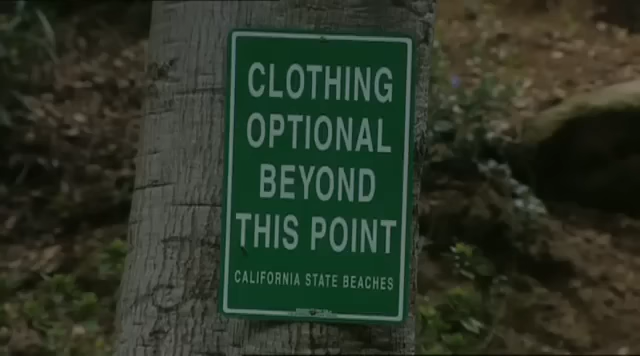 CLOTHING
OPTIONAL
BEYOND
THIS POINT
CALIFORNIA STATE BEACHES